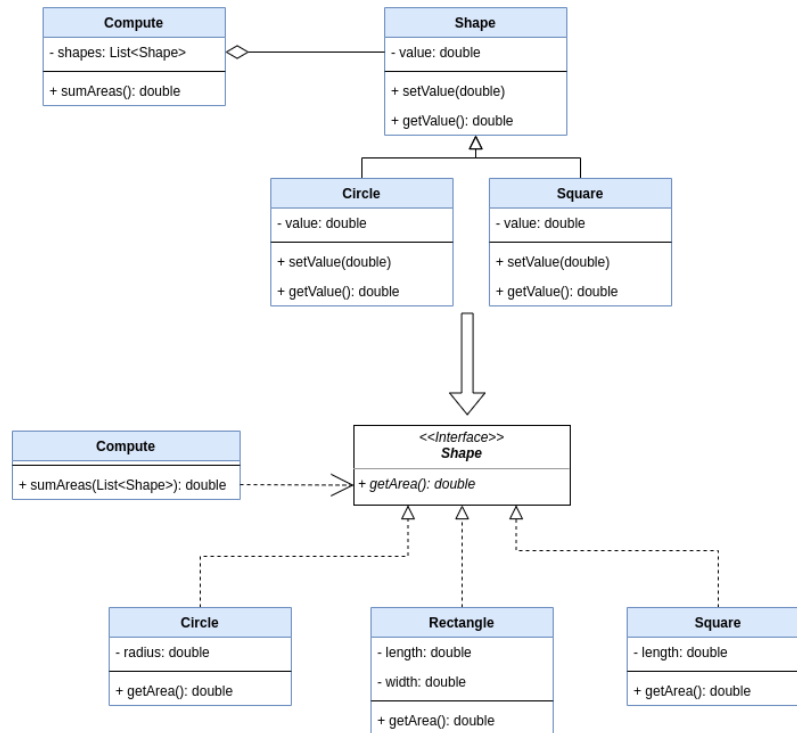 Compute
- shapes: List<Shape>
+ sumAreas(): double
Shape
- value: double
+ setValue(double)
+ getValue(): double
Circle
- value: double
+ setValue(double)
+ getValue(): double
Square
- value: double
+ setValue(double)
+ getValue(): double
Compute
+ sumAreas(List<Shape>): double
<<Interface>>
Shape
+ getArea(): double
Circle
- radius: double
+ getArea(): double
Rectangle
- length: double
- width: double
+ getArea(): double
Square
- length: double
+ getArea(): double